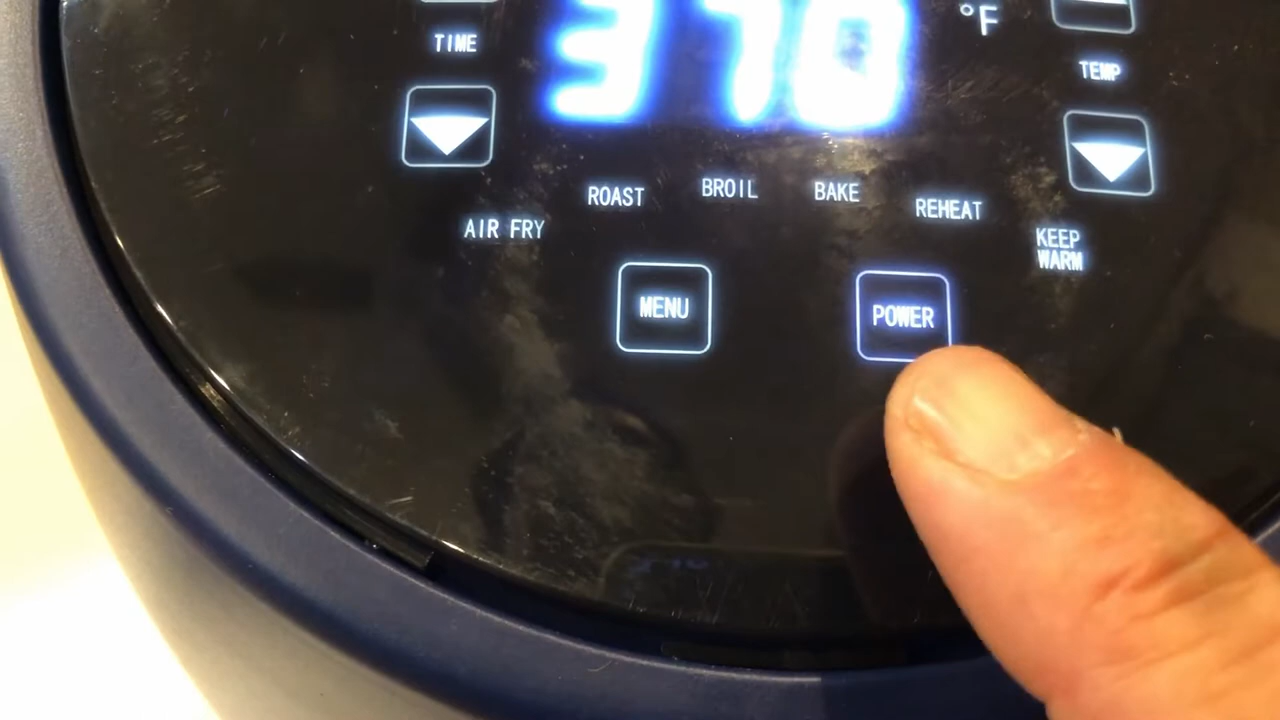 370 °F
TIME
TEMP
ROAST BROIL BAKE REHEAT
AIR FRY
KEEP
WARM
MENU
POWER